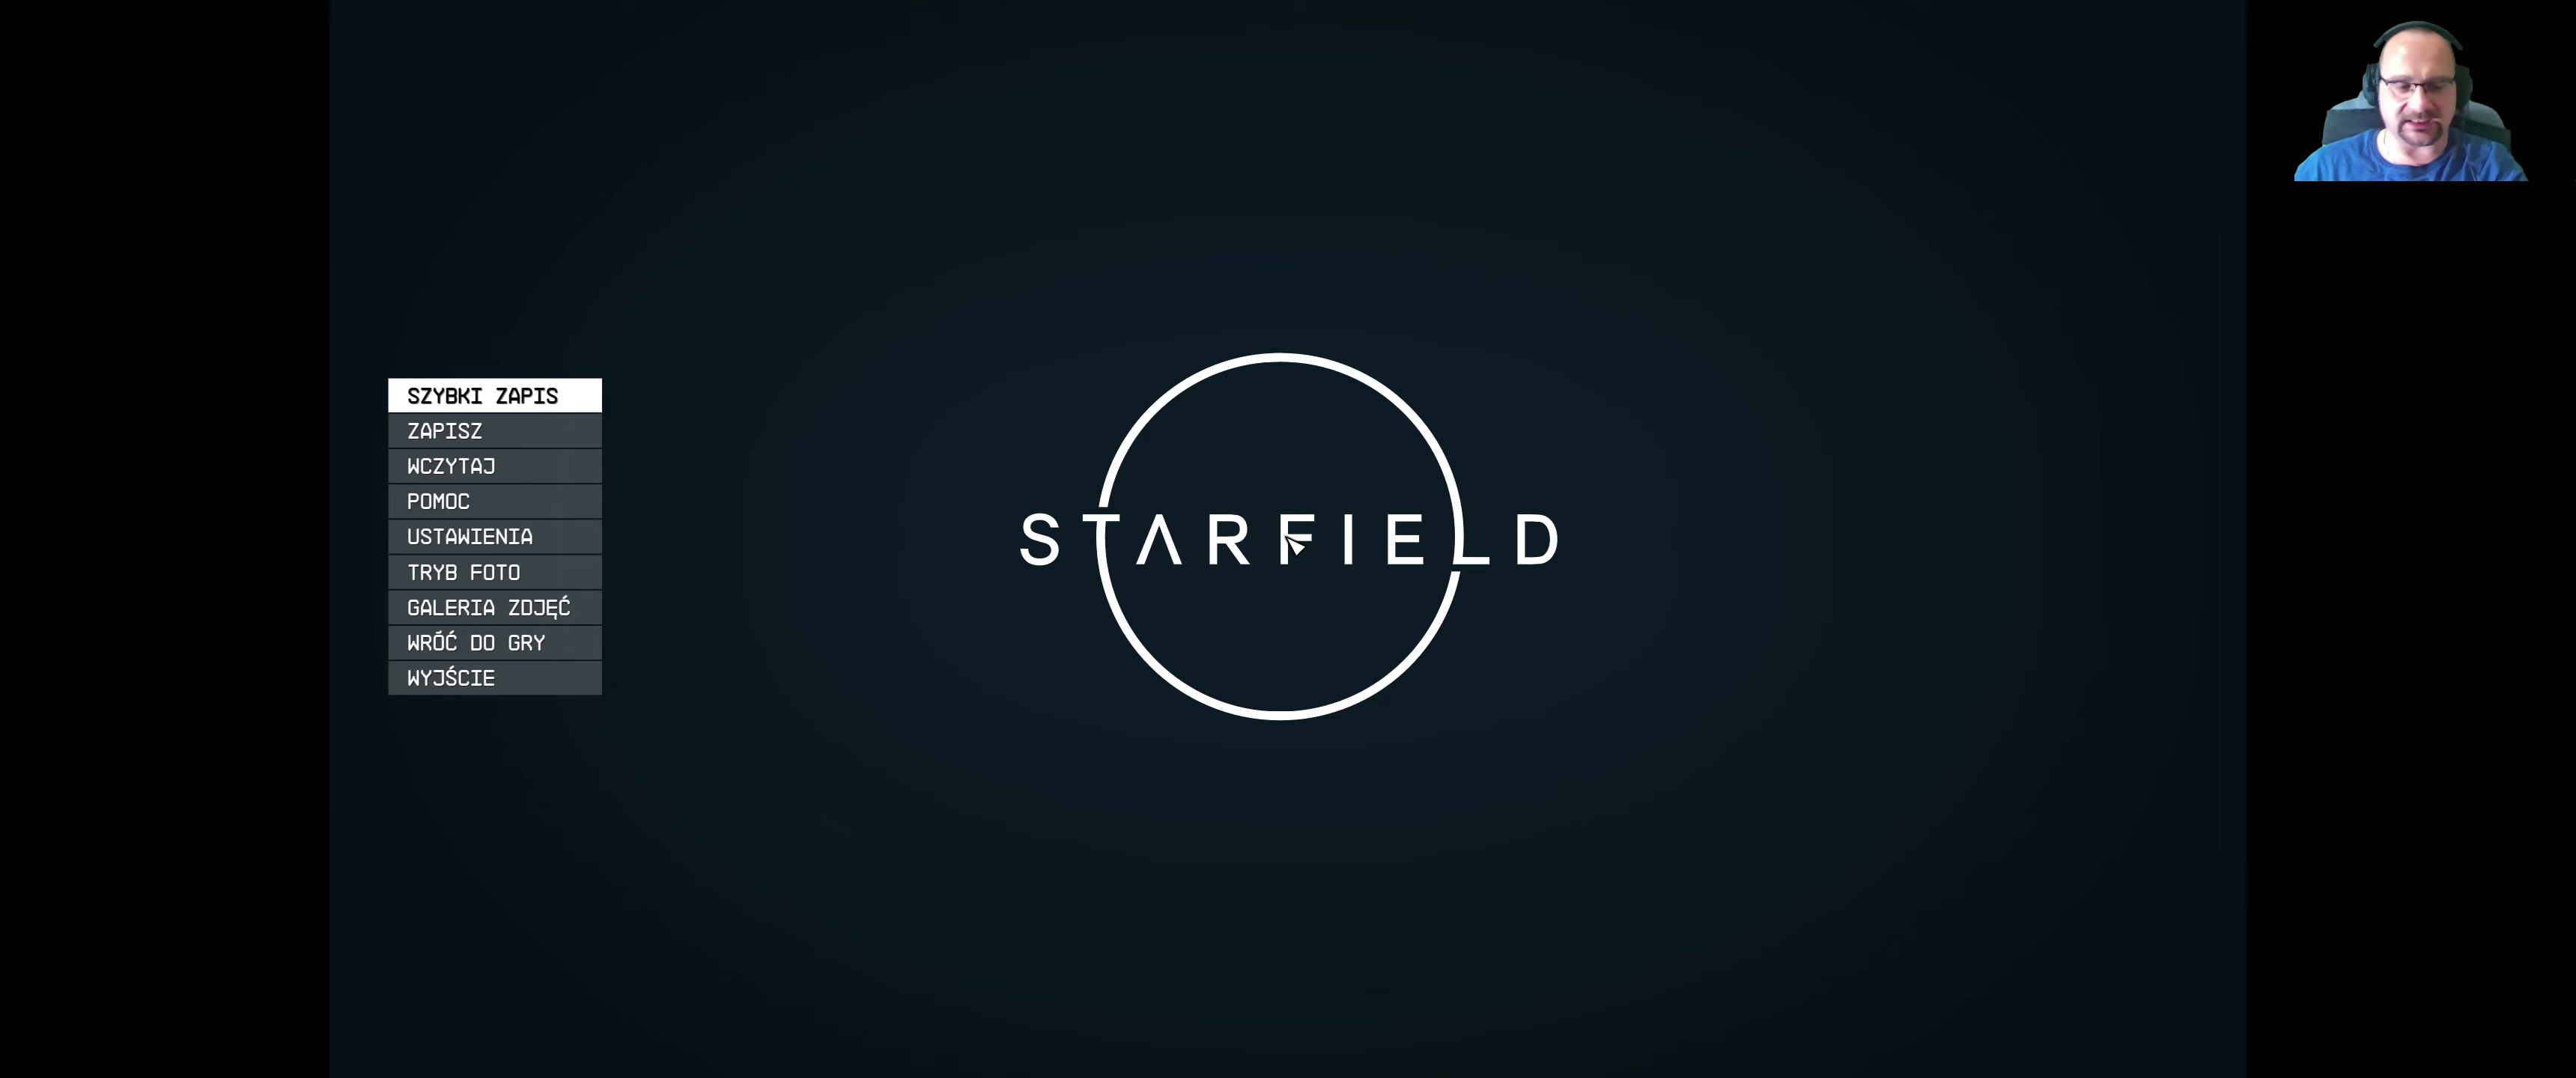 SZYBKI ZAPIS
ZAPISZ
WCZYTAJ
POMOC
USTAWIENIA
TRYB FOTO
GALERIA ZDJĘĆ
WRÓĆ DO GRY
WYJŚCIE
STARFIELD